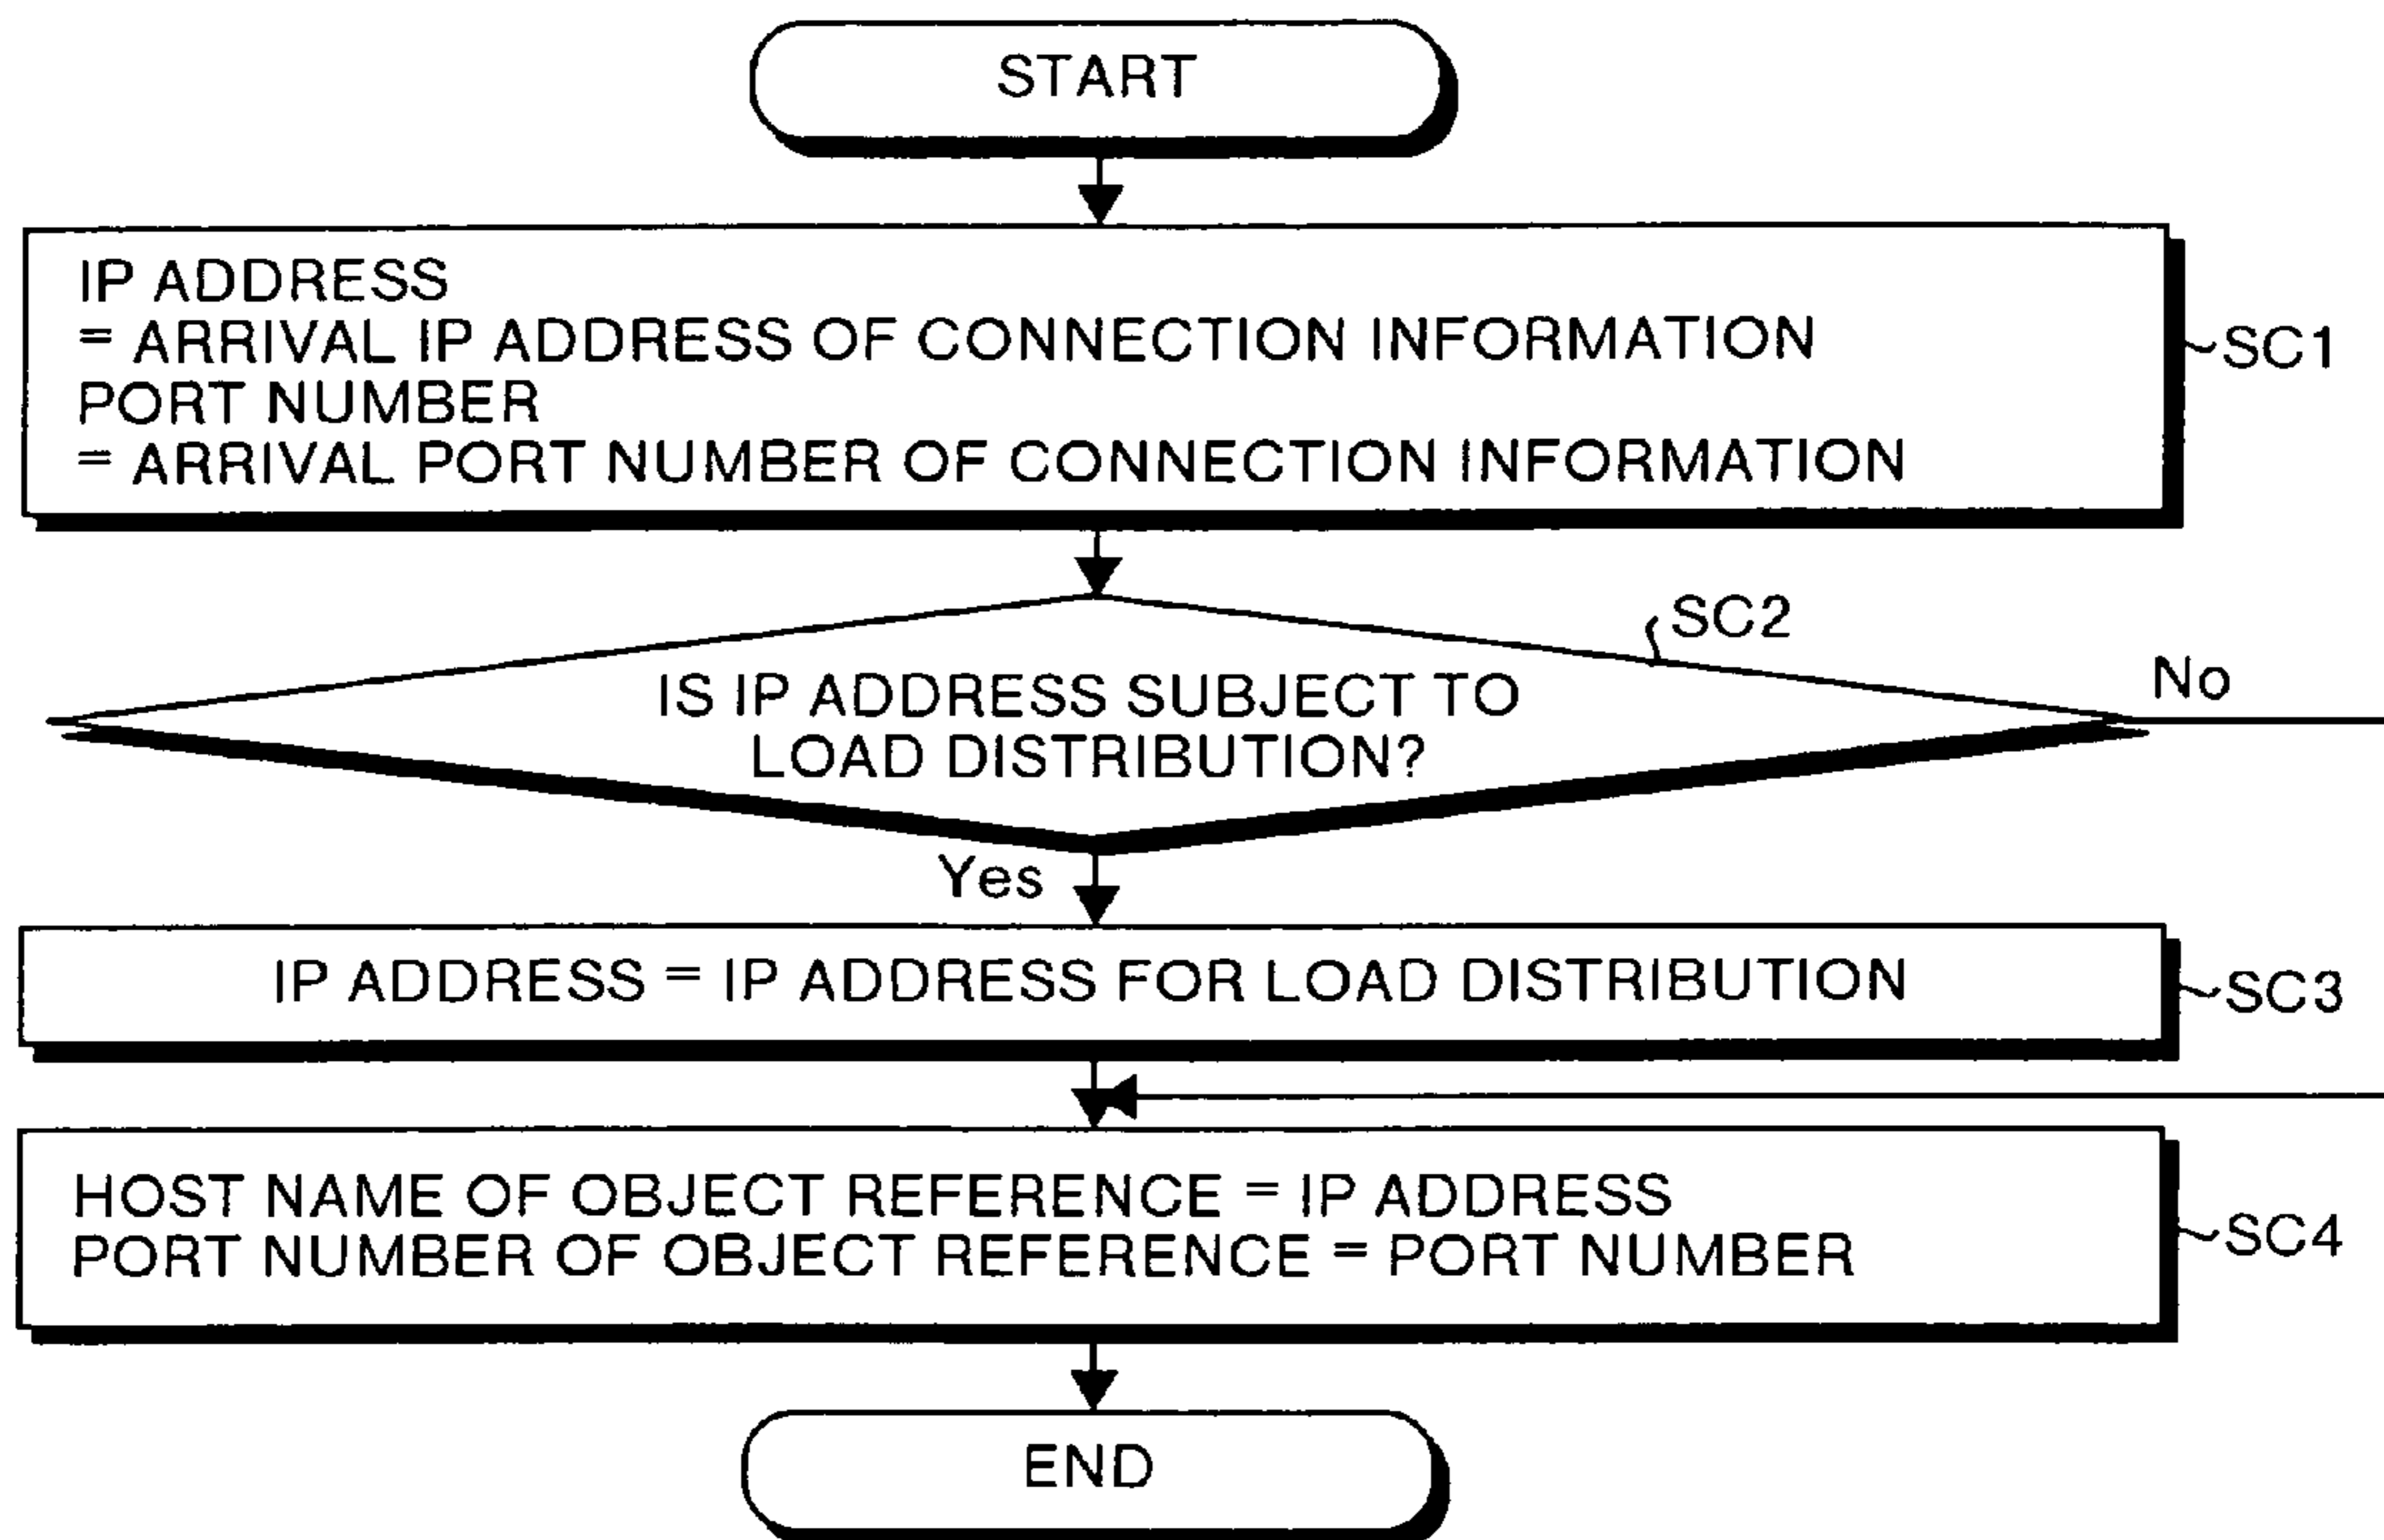 START
IP ADDRESS
= ARRIVAL IP ADDRESS OF CONNECTION INFORMATION
PORT NUMBER
= ARRIVAL PORT NUMBER OF CONNECTION INFORMATION
SC1
SC2
IS IP ADDRESS SUBJECT TO
LOAD DISTRIBUTION?
No
Yes
IP ADDRESS = IP ADDRESS FOR LOAD DISTRIBUTION
SC3
HOST NAME OF OBJECT REFERENCE = IP ADDRESS
PORT NUMBER OF OBJECT REFERENCE = PORT NUMBER
SC4
END